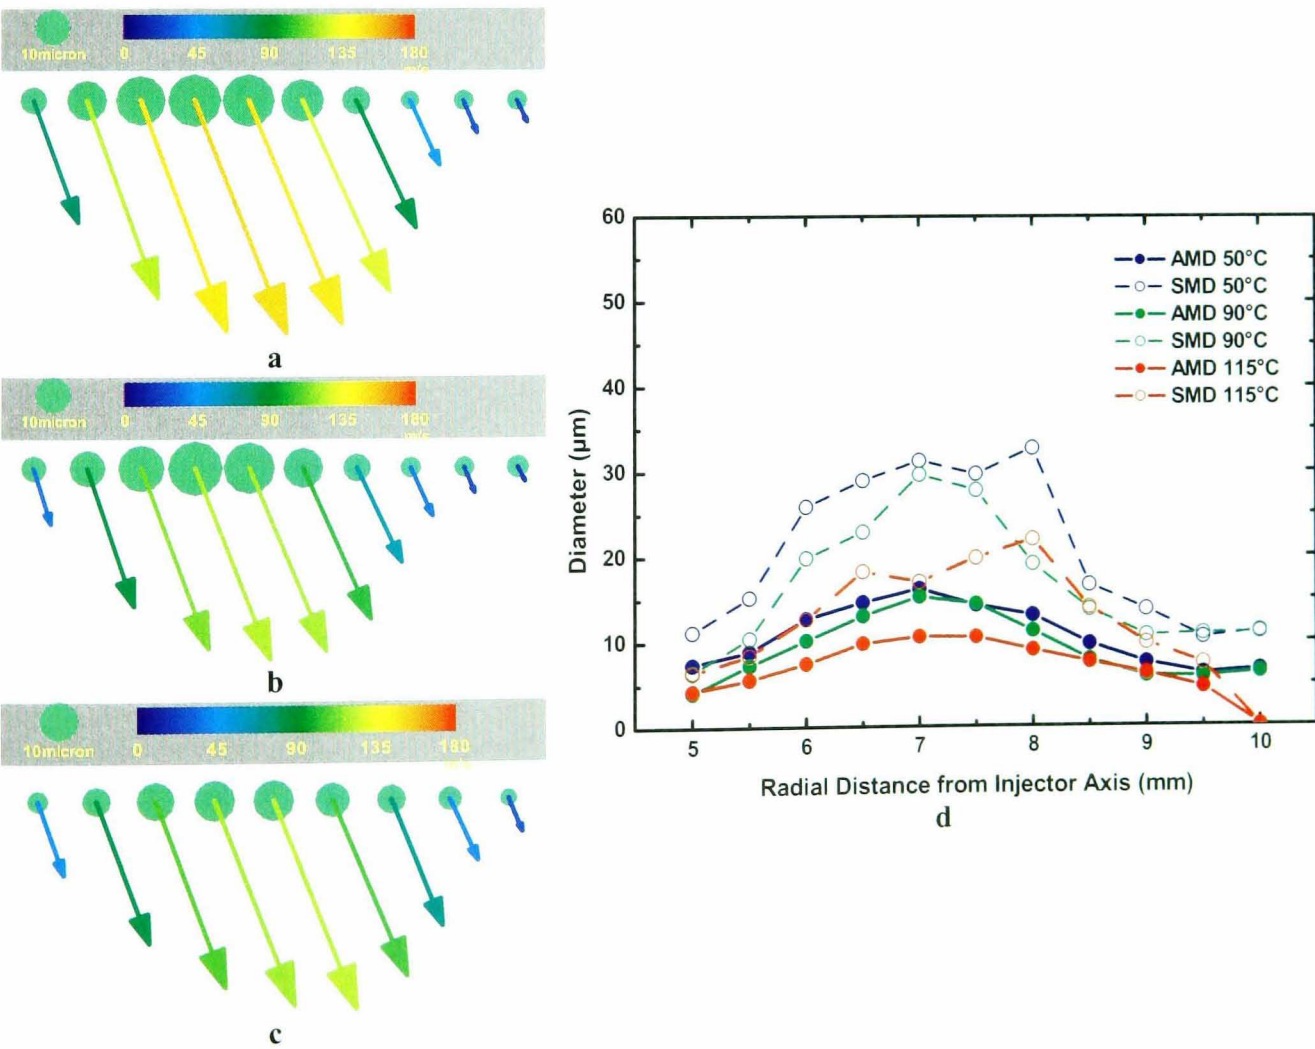 10micron 0 45 90 135 180
m/s
a
10micron 0 45 90 135 180
m/s
b
10micron 0 45 90 135 180
c
60
50
40
30
20
10
0
Diameter (µm)
AMD 50°C
SMD 50°C
AMD 90°C
SMD 90°C
AMD 115°C
SMD 115°C
5 6 7 8 9 10
Radial Distance from Injector Axis (mm)
d